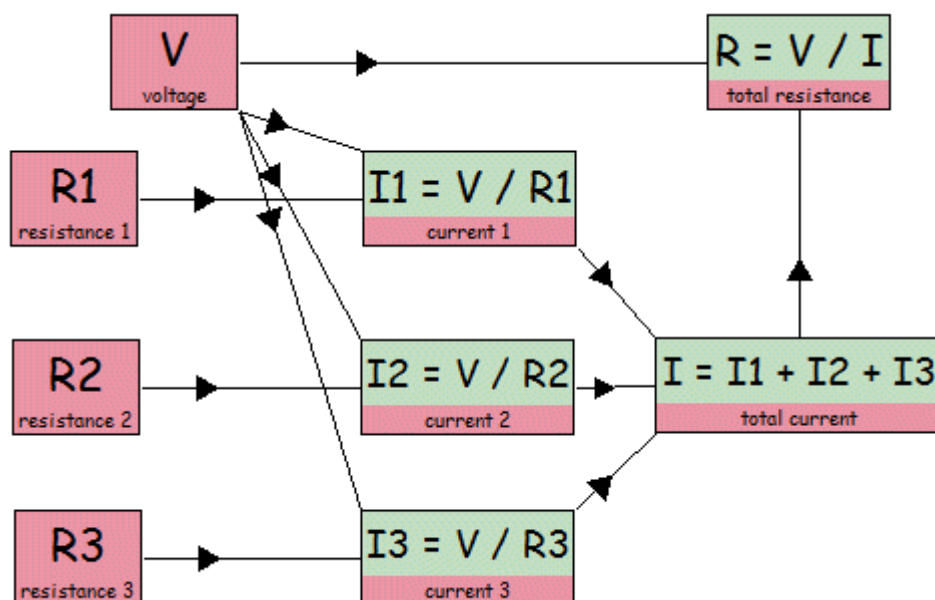 V
voltage
R = V / I
total resistance
R1
resistance 1
I1 = V / R1
current 1
R2
resistance 2
I2 = V / R2
current 2
I = I1 + I2 + I3
total current
R3
resistance 3
I3 = V / R3
current 3